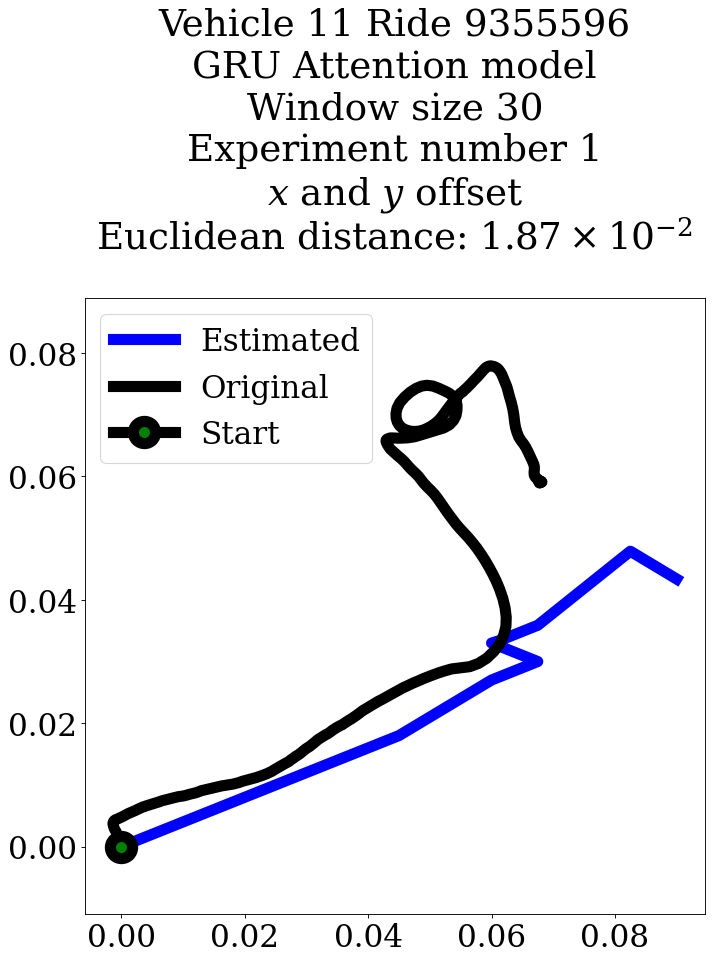 Vehicle 11 Ride 9355596
GRU Attention model
Window size 30
Experiment number 1
x and y offset
Euclidean distance: 1.87 × 10⁻²
Estimated
Original
Start
0.08
0.06
0.04
0.02
0.00
0.00 0.02 0.04 0.06 0.08